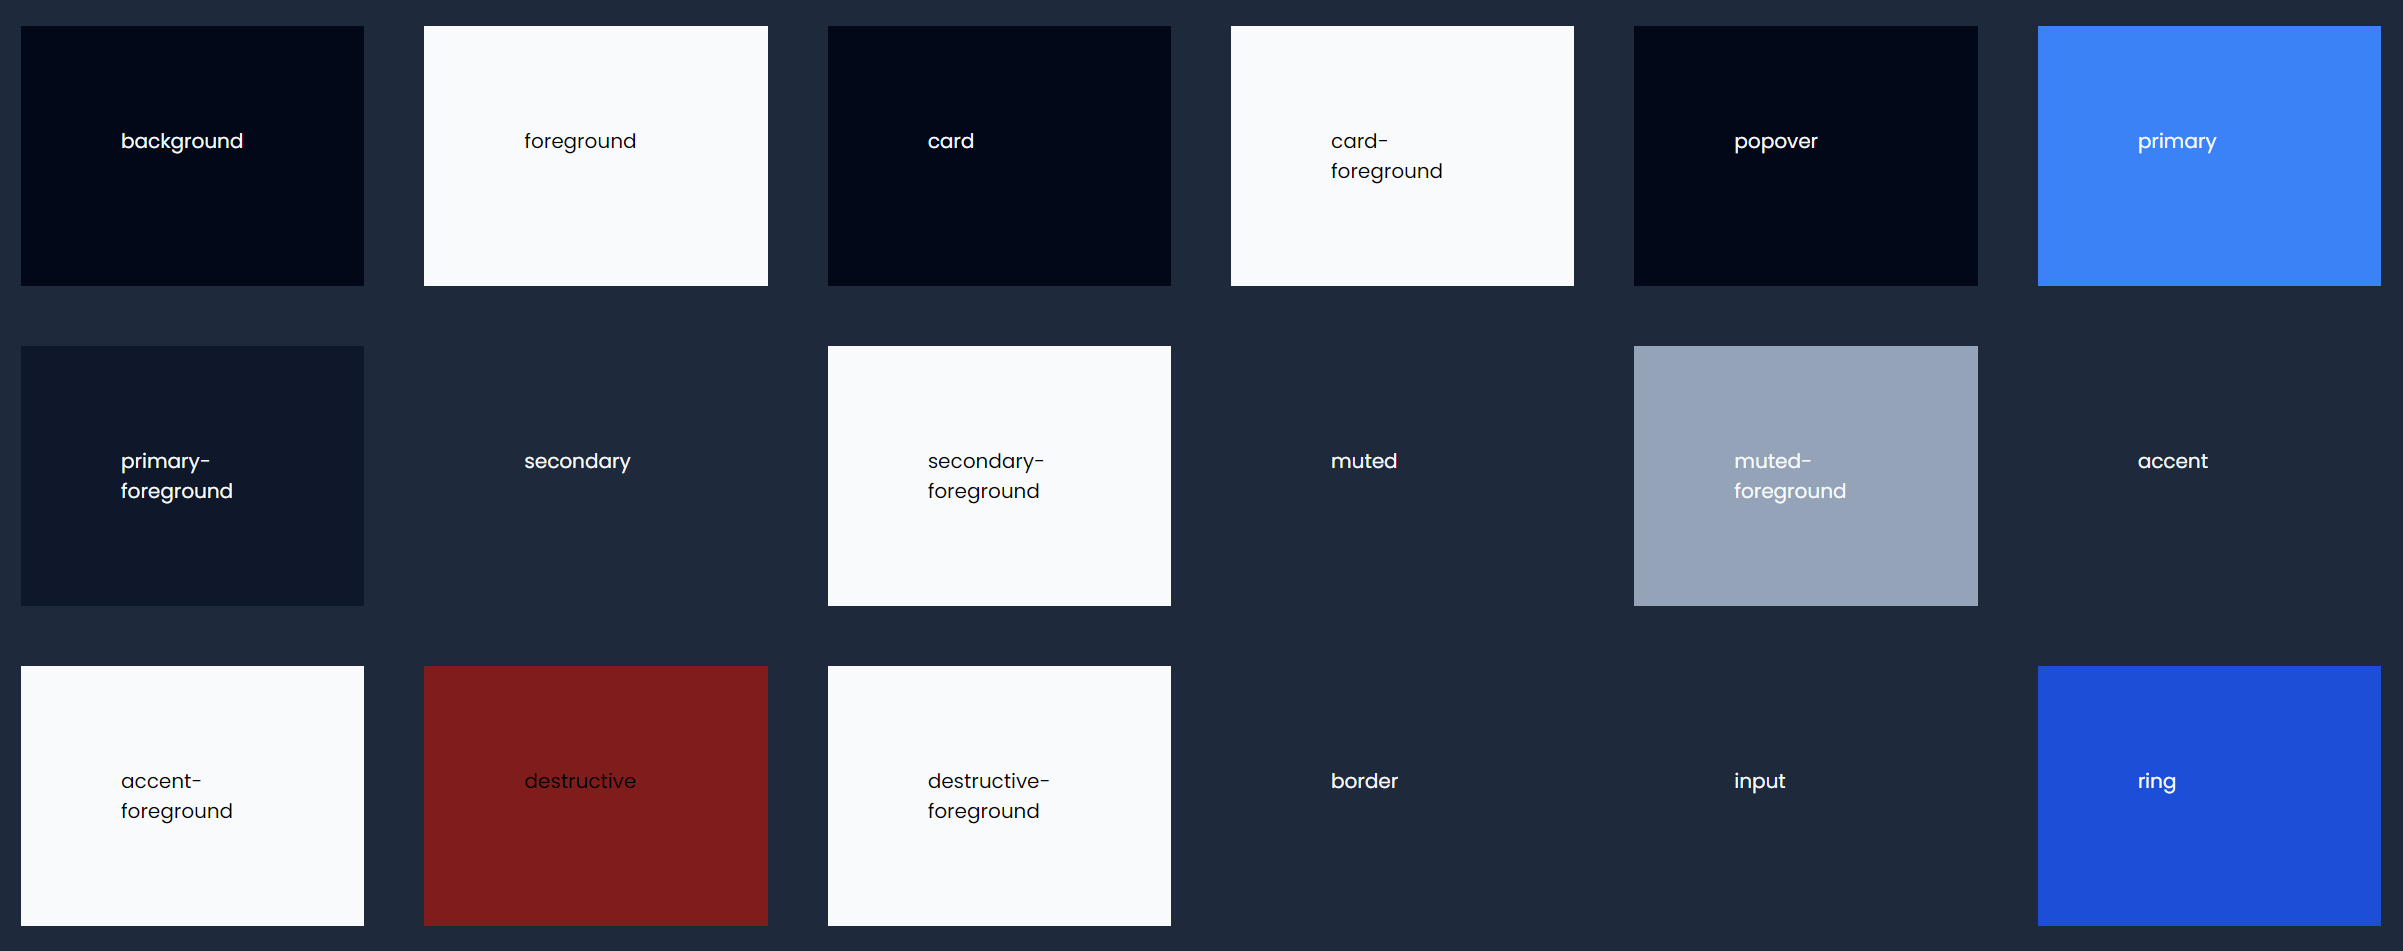 background
foreground
card
card-
foreground
popover
primary
primary-
foreground
secondary
secondary-
foreground
muted
muted-
foreground
accent
accent-
foreground
destructive
destructive-
foreground
border
input
ring